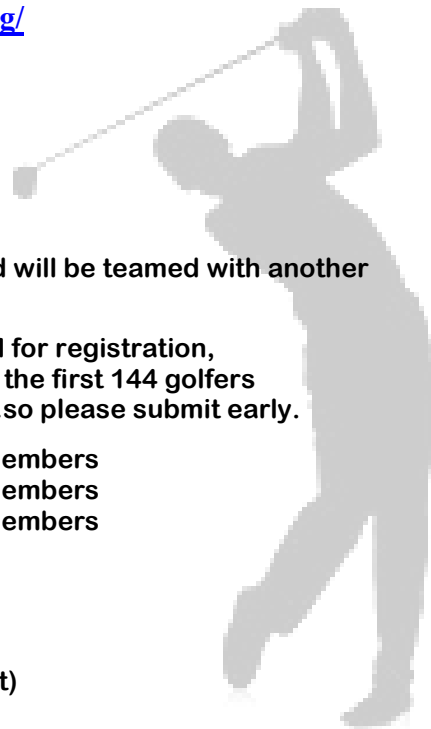 g/
d will be teamed with another
l for registration,
the first 144 golfers
.so please submit early.
embers
embers
embers
t)